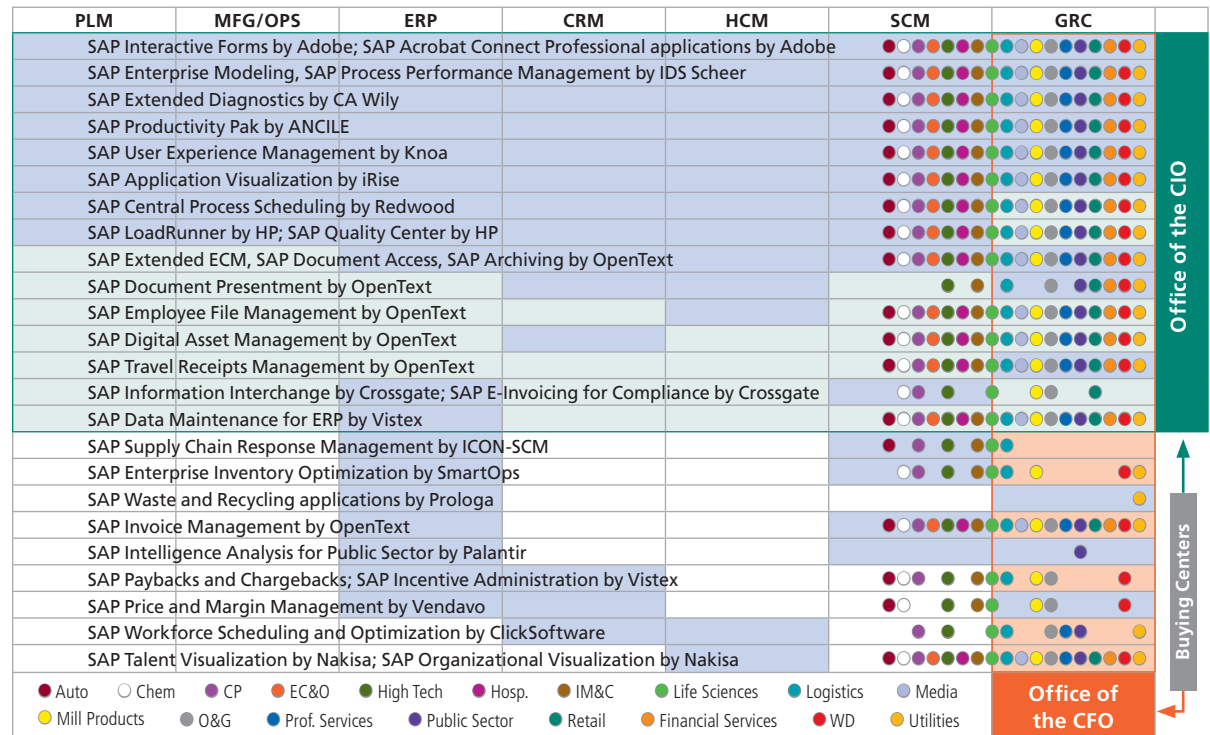 PLM MFG/OPS ERP CRM HCM SCM GRC
SAP Interactive Forms by Adobe; SAP Acrobat Connect Professional applications by Adobe
SAP Enterprise Modeling, SAP Process Performance Management by IDS Scheer
SAP Extended Diagnostics by CA Wily
SAP Productivity Pak by ANCILE
SAP User Experience Management by Knoa
SAP Application Visualization by iRise
SAP Central Process Scheduling by Redwood
SAP LoadRunner by HP; SAP Quality Center by HP
SAP Extended ECM, SAP Document Access, SAP Archiving by OpenText
SAP Document Presentment by OpenText
SAP Employee File Management by OpenText
SAP Digital Asset Management by OpenText
SAP Travel Receipts Management by OpenText
SAP Information Interchange by Crossgate; SAP E-Invoicing for Compliance by Crossgate
SAP Data Maintenance for ERP by Vistex
SAP Supply Chain Response Management by ICON-SCM
SAP Enterprise Inventory Optimization by SmartOps
SAP Waste and Recycling applications by Prologa
SAP Invoice Management by OpenText
SAP Intelligence Analysis for Public Sector by Palantir
SAP Paybacks and Chargebacks; SAP Incentive Administration by Vistex
SAP Price and Margin Management by Vendavo
SAP Workforce Scheduling and Optimization by ClickSoftware
SAP Talent Visualization by Nakisa; SAP Organizational Visualization by Nakisa
Office of the CIO
Buying Centers
Auto Chem CP EC&O High Tech Hosp. IM&C Life Sciences Logistics Media
Mill Products O&G Prof. Services Public Sector Retail Financial Services WD Utilities
Office of
the CFO